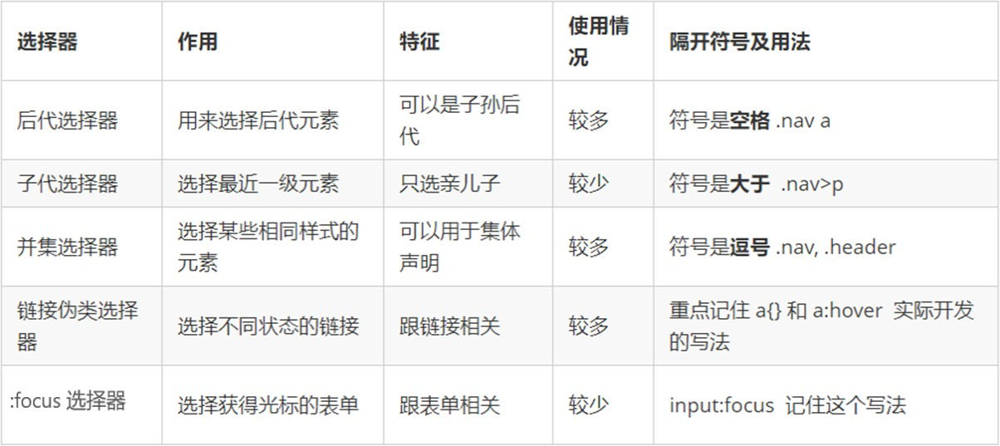 选择器 作用 特征 使用情况 隔开符号及用法
后代选择器 用来选择后代元素 可以是子孙后代 较多 符号是空格 .nav a
子代选择器 选择最近一级元素 只选亲儿子 较少 符号是大于 .nav>p
并集选择器 选择某些相同样式的元素 可以用于集体声明 较多 符号是逗号 .nav, .header
链接伪类选择器 选择不同状态的链接 跟链接相关 较多 重点记住 a{} 和 a:hover 实际开发的写法
:focus 选择器 选择获得光标的表单 跟表单相关 较少 input:focus 记住这个写法